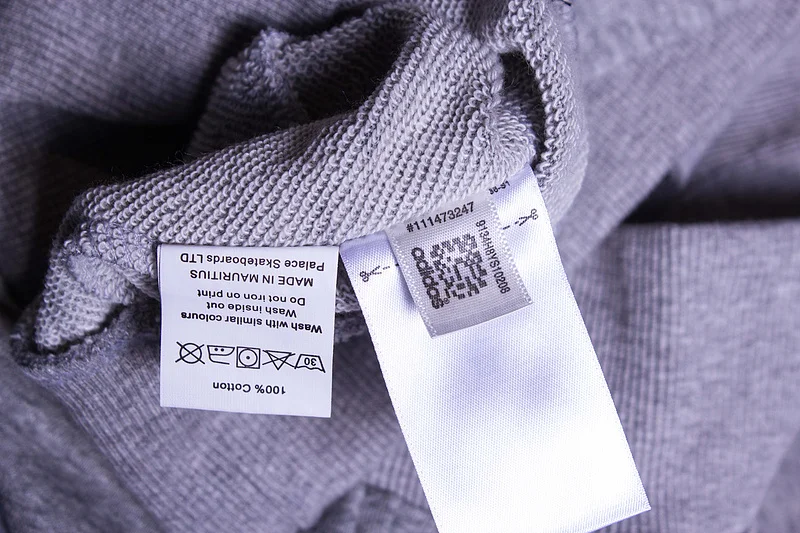 100% Cotton
30
Wash with similar colours
Wash inside out
Do not iron on print
MADE IN MAURITIUS
Palace Skateboards LTD
#111473247
adidas
9134H8YS10208